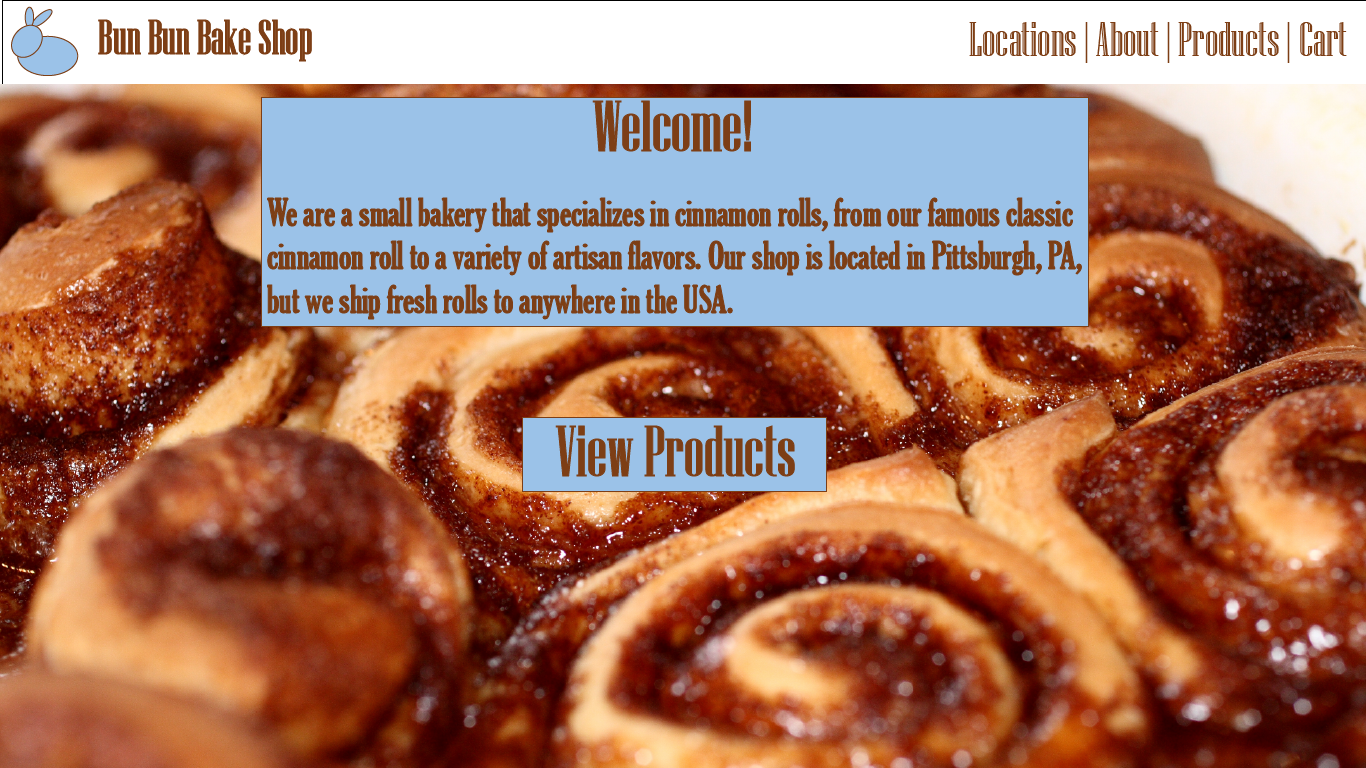 Bun Bun Bake Shop
Locations | About | Products | Cart
Welcome!
We are a small bakery that specializes in cinnamon rolls, from our famous classic
cinnamon roll to a variety of artisan flavors. Our shop is located in Pittsburgh, PA,
but we ship fresh rolls to anywhere in the USA.
View Products